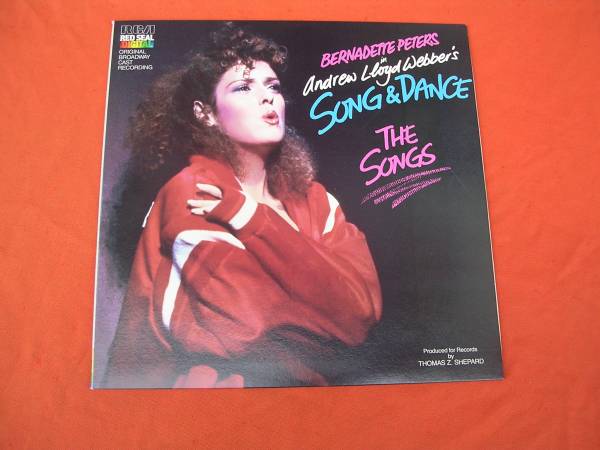 RCA
RED SEAL
DIGITAL
ORIGINAL
BROADWAY
CAST
RECORDING
BERNADETTE PETERS
in
Andrew Lloyd Webber's
SONG & DANCE
THE
SONGS
Produced for Records
by
THOMAS Z. SHEPARD